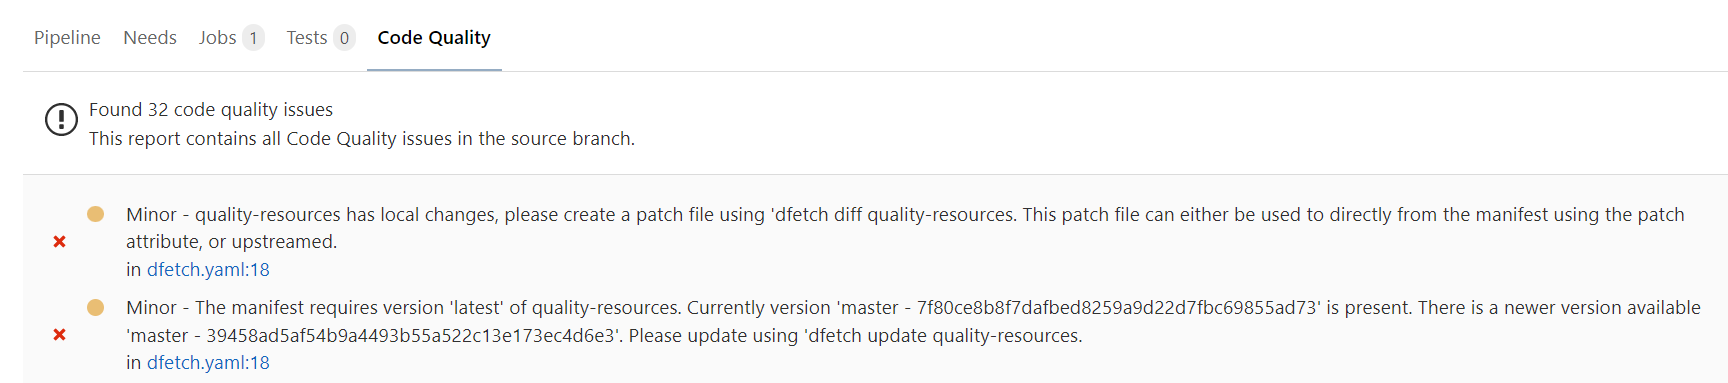 Pipeline Needs Jobs 1 Tests 0 Code Quality
Found 32 code quality issues
This report contains all Code Quality issues in the source branch.
Minor - quality-resources has local changes, please create a patch file using 'dfetch diff quality-resources. This patch file can either be used to directly from the manifest using the patch
attribute, or upstreamed.
in dfetch.yaml:18
Minor - The manifest requires version 'latest' of quality-resources. Currently version 'master - 7f80ce8b8f7dafbed8259a9d22d7fbc69855ad73' is present. There is a newer version available
'master - 39458ad5af54b9a4493b55a522c13e173ec4d6e3'. Please update using 'dfetch update quality-resources.
in dfetch.yaml:18